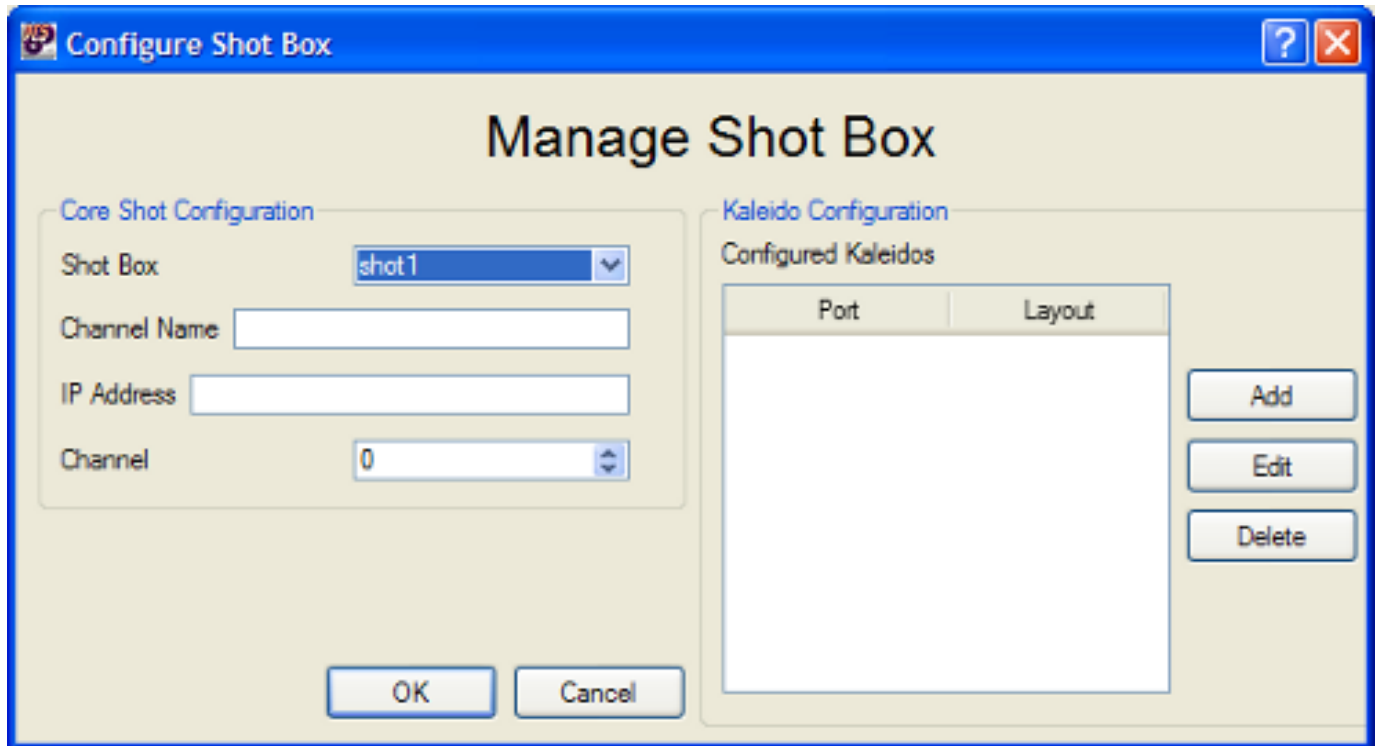 Configure Shot Box
Manage Shot Box
Core Shot Configuration
Shot Box shot1
Channel Name
IP Address
Channel 0
OK Cancel
Kaleido Configuration
Configured Kaleidos
Port Layout
Add
Edit
Delete